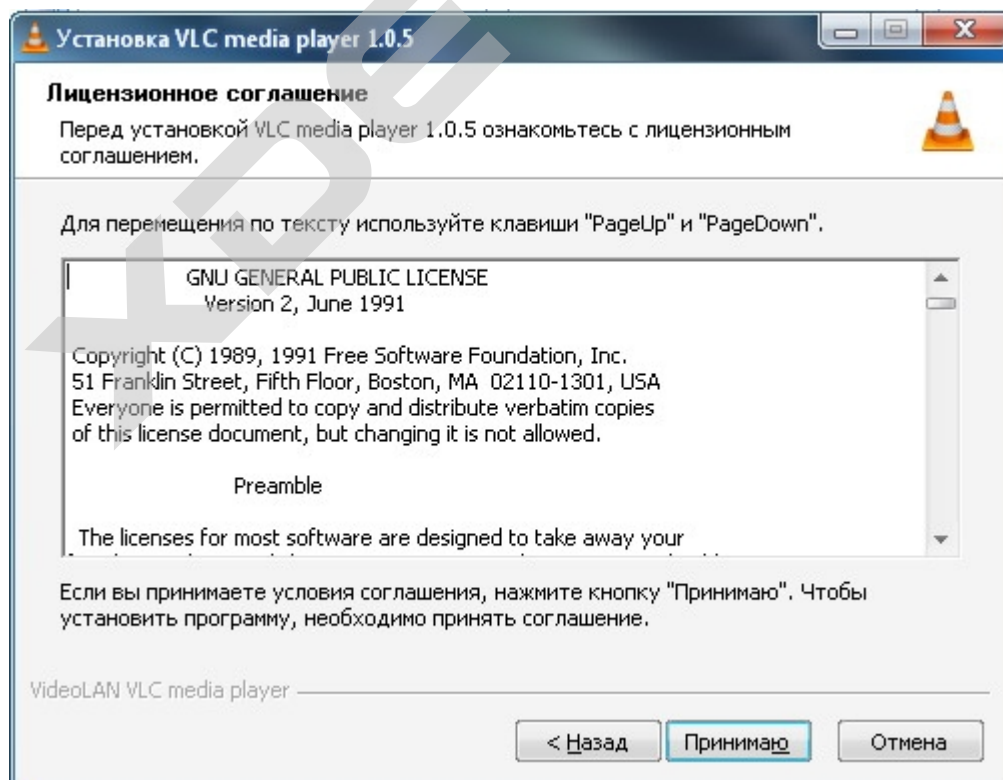 Установка VLC media player 1.0.5
Лицензионное соглашение
Перед установкой VLC media player 1.0.5 ознакомьтесь с лицензионным
соглашением.
Для перемещения по тексту используйте клавиши "PageUp" и "PageDown".
GNU GENERAL PUBLIC LICENSE
Version 2, June 1991
Copyright (C) 1989, 1991 Free Software Foundation, Inc.
51 Franklin Street, Fifth Floor, Boston, MA 02110-1301, USA
Everyone is permitted to copy and distribute verbatim copies
of this license document, but changing it is not allowed.
Preamble
The licenses for most software are designed to take away your
Если вы принимаете условия соглашения, нажмите кнопку "Принимаю". Чтобы
установить программу, необходимо принять соглашение.
VideoLAN VLC media player
< Назад
Принимаю
Отмена
XDE